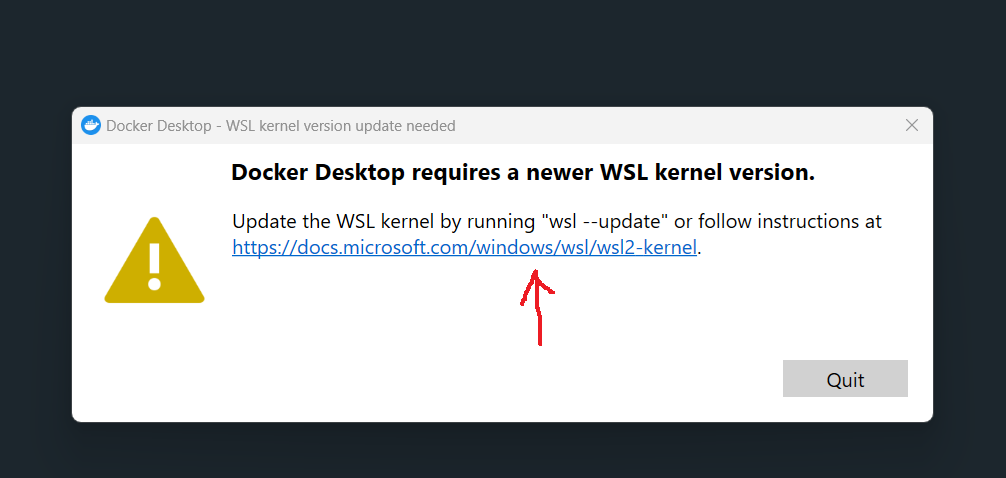 Docker Desktop - WSL kernel version update needed
Docker Desktop requires a newer WSL kernel version.
Update the WSL kernel by running "wsl --update" or follow instructions at
https://docs.microsoft.com/windows/wsl/wsl2-kernel.
Quit